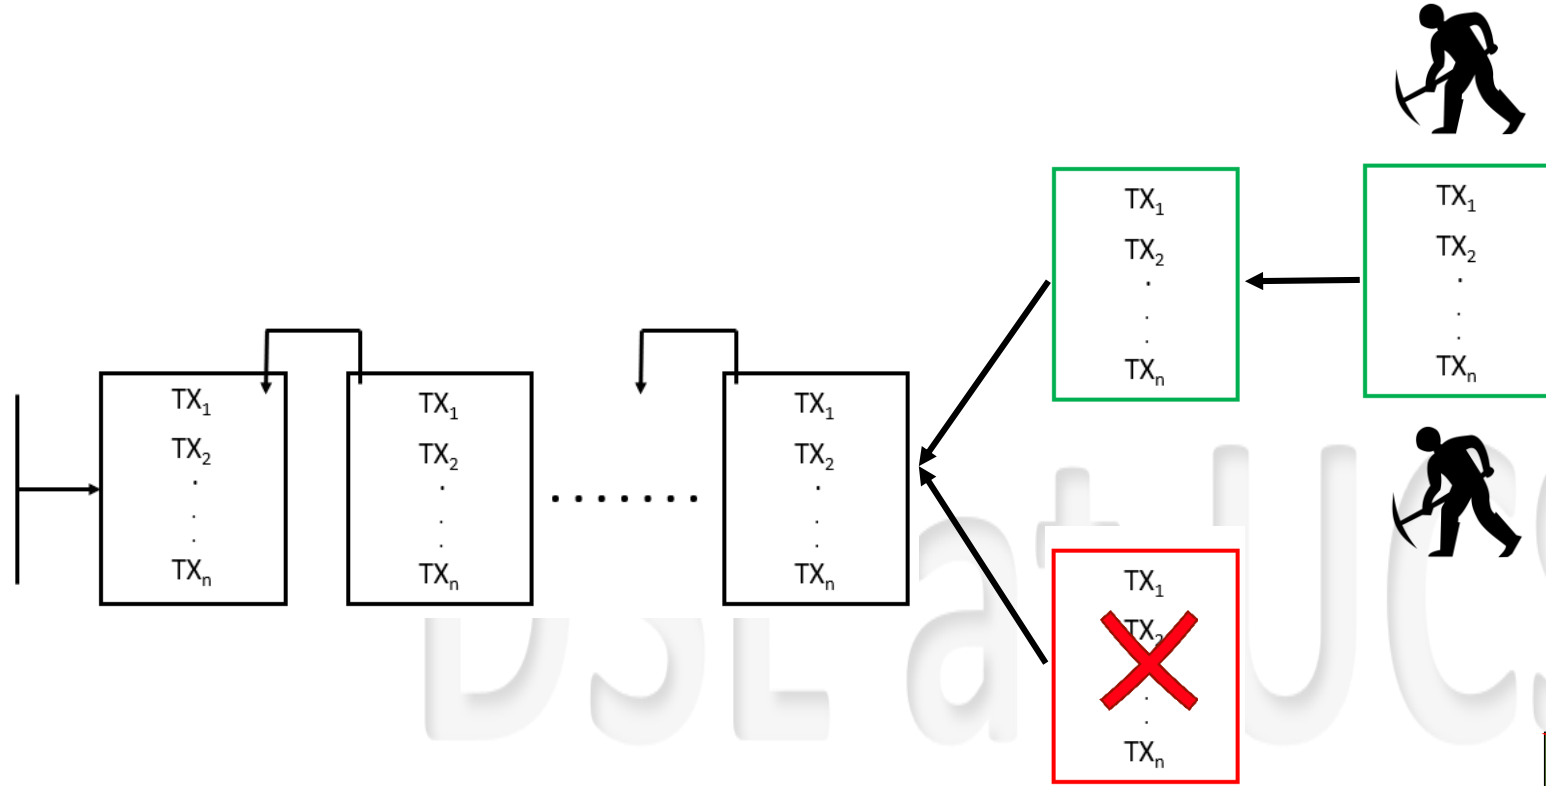 TX1
TX2
.
.
.
TXn
TX1
TX2
.
.
.
TXn
.......
TX1
TX2
.
.
.
TXn
TX1
TX2
.
.
.
TXn
TX1
TX2
.
.
.
TXn
TX1
TX2
.
.
TXn
DSL at UCS